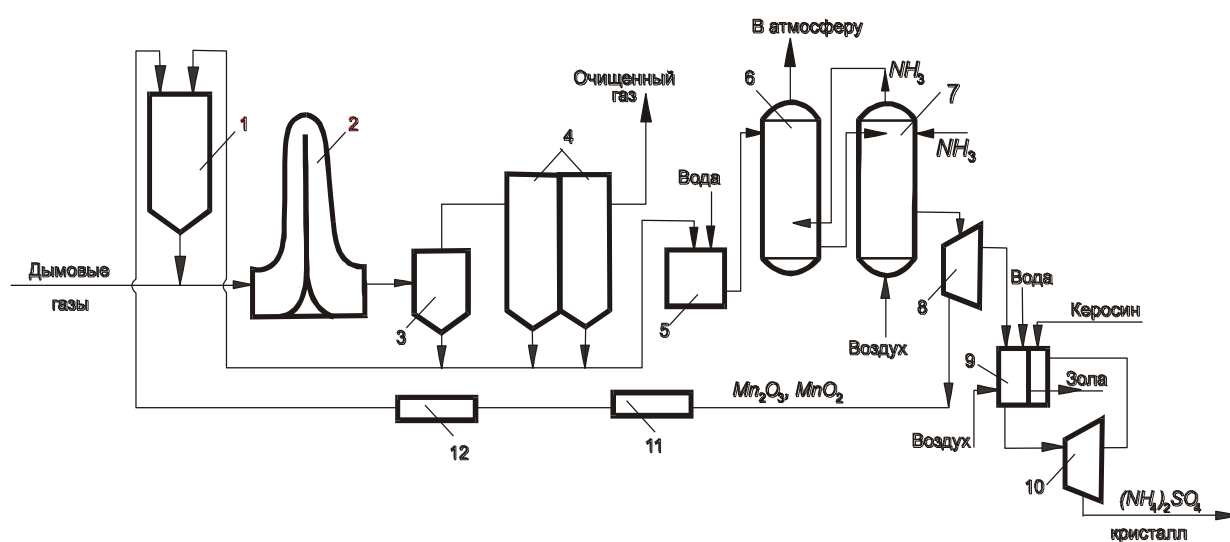 В атмосферу
Очищенный
газ
NH3
6
7
1
2
4
NH3
Вода
Дымовые
газы
3
5
8
Вода
Керосин
Воздух
9
Зола
Mn2O3, MnO2
Воздух
12
11
10
(NH4)2SO4
кристалл